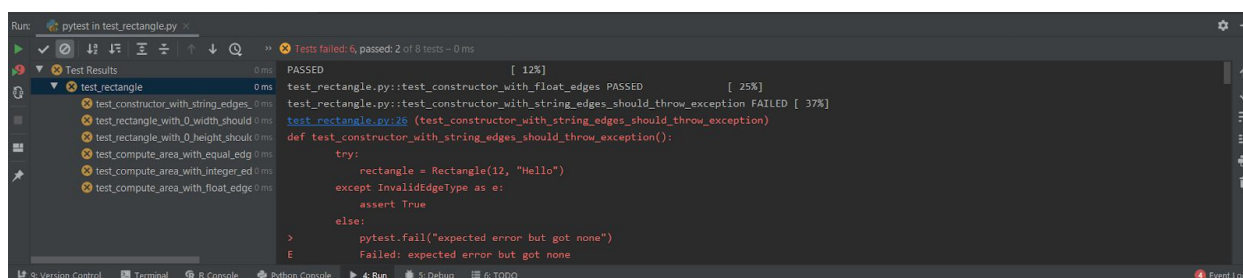 Run: pytest in test_rectangle.py ×
» Tests failed: 6, passed: 2 of 8 tests – 0 ms
Test Results 0 ms
test_rectangle 0 ms
test_constructor_with_string_edges_ 0 ms
test_rectangle_with_0_width_should 0 ms
test_rectangle_with_0_height_should 0 ms
test_compute_area_with_equal_edg 0 ms
test_compute_area_with_integer_ed 0 ms
test_compute_area_with_float_edge 0 ms
PASSED [ 12%]
test_rectangle.py::test_constructor_with_float_edges PASSED [ 25%]
test_rectangle.py::test_constructor_with_string_edges_should_throw_exception FAILED [ 37%]
test_rectangle.py:26 (test_constructor_with_string_edges_should_throw_exception)
def test_constructor_with_string_edges_should_throw_exception():
try:
rectangle = Rectangle(12, "Hello")
except InvalidEdgeType as e:
assert True
else:
> pytest.fail("expected error but got none")
E Failed: expected error but got none
9: Version Control Terminal R Console Python Console 4: Run 5: Debug 6: TODO 4 Event Lo